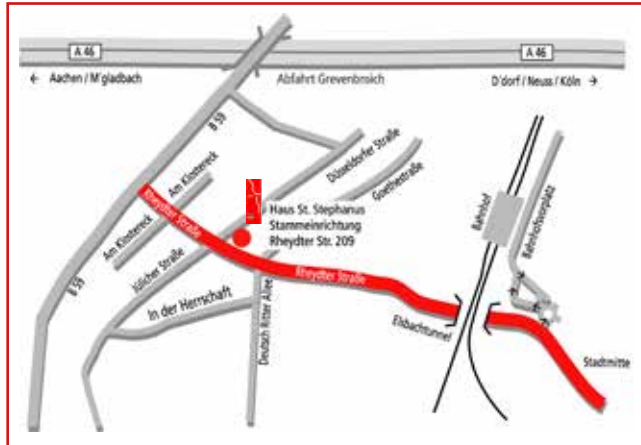 A 46
A 46
← Aachen / M'gladbach
Abfahrt Grevenbroich
D'dorf / Neuss / Köln →
B 59
Düsseldorfer Straße
Goethestraße
Am Klostereck
Am Klostereck
Rheydter Straße
Haus St. Stephanus
Stammeinrichtung
Rheydter Str. 209
Bahnhof
Bahnhofsvorplatz
Jülicher Straße
Rheydter Straße
B 59
In der Herrschaft
Deutsch Ritter Allee
Elsbachtunnel
Stadtmitte